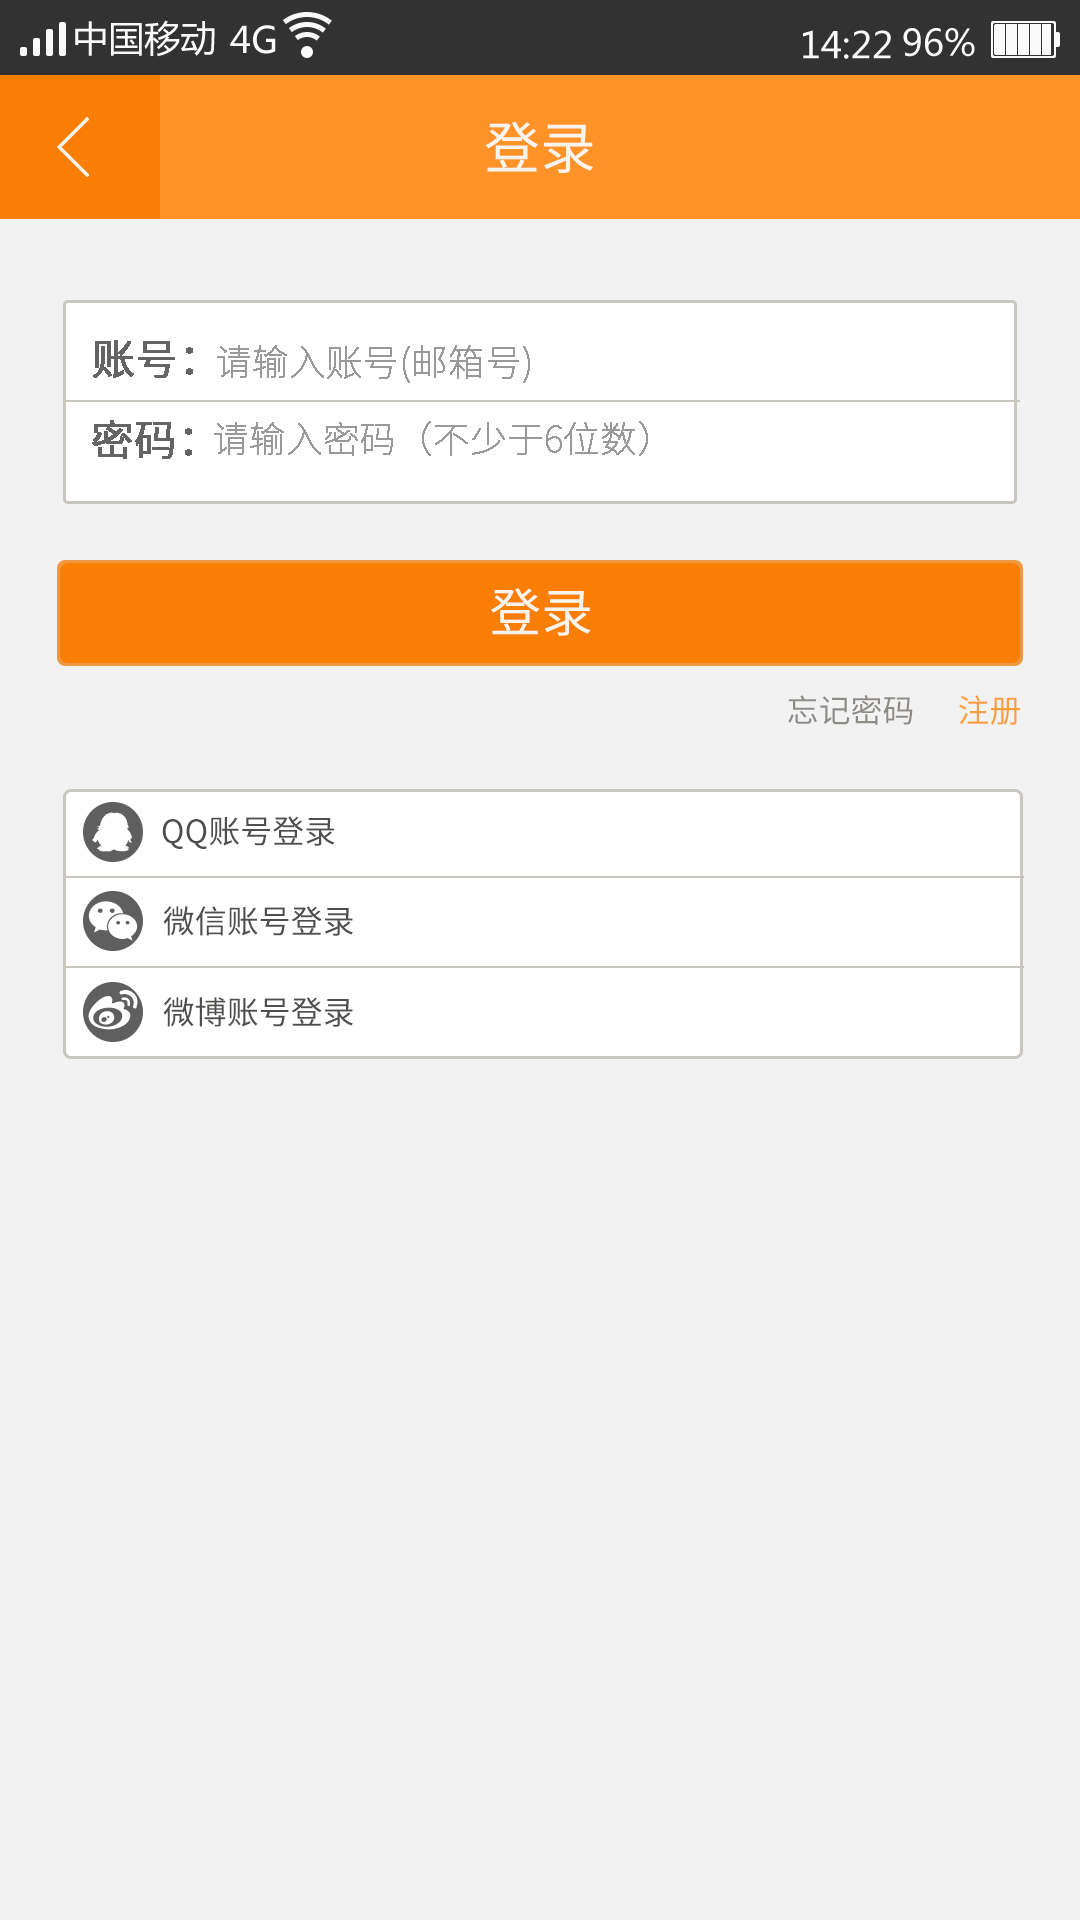 中国移动 4G 14:22 96%
登录
账号：请输入账号(邮箱号)
密码：请输入密码（不少于6位数）
登录
忘记密码 注册
QQ账号登录
微信账号登录
微博账号登录